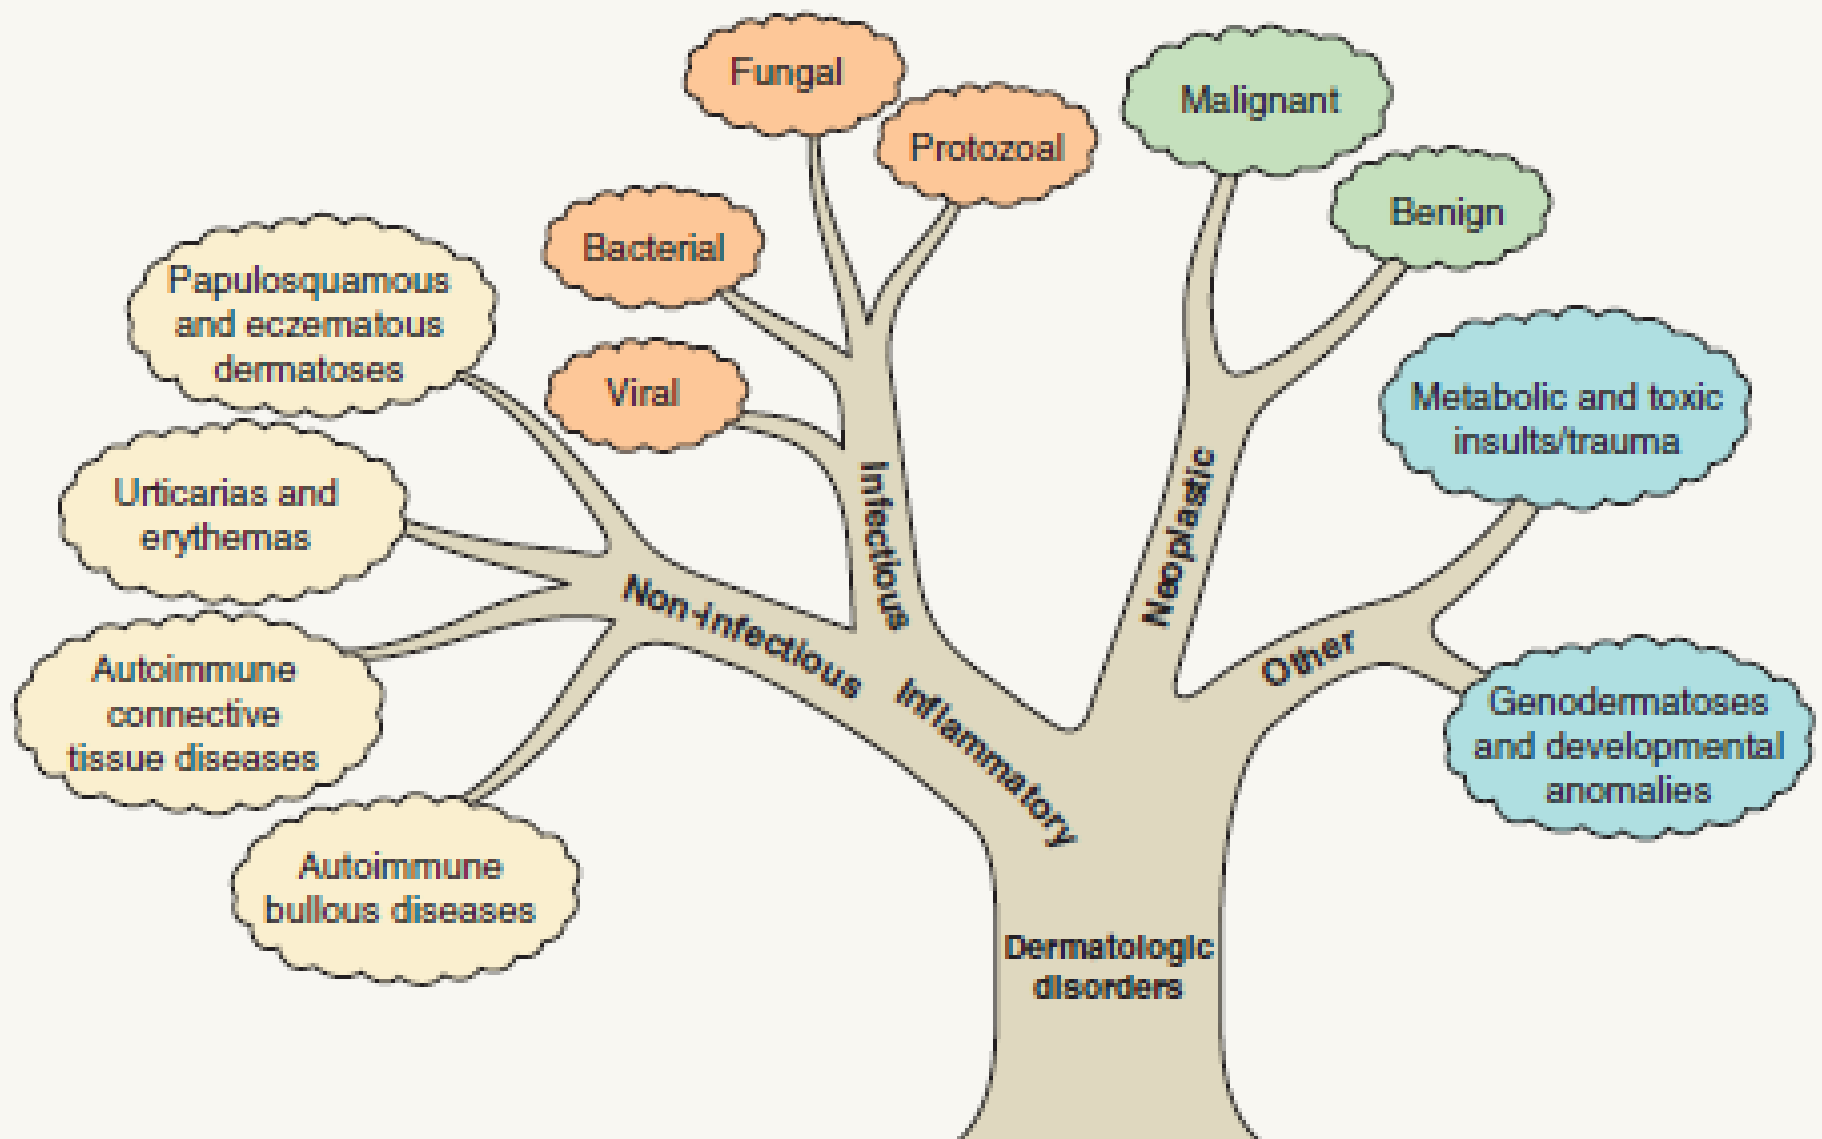 Fungal
Protozoal
Bacterial
Viral
Malignant
Benign
Papulosquamous
and eczematous
dermatoses
Urticarias and
erythemas
Autoimmune
connective
tissue diseases
Autoimmune
bullous diseases
Metabolic and toxic
insults/trauma
Genodermatoses
and developmental
anomalies
Infectious
Non-infectious
Inflammatory
Neoplastic
Other
Dermatologic
disorders